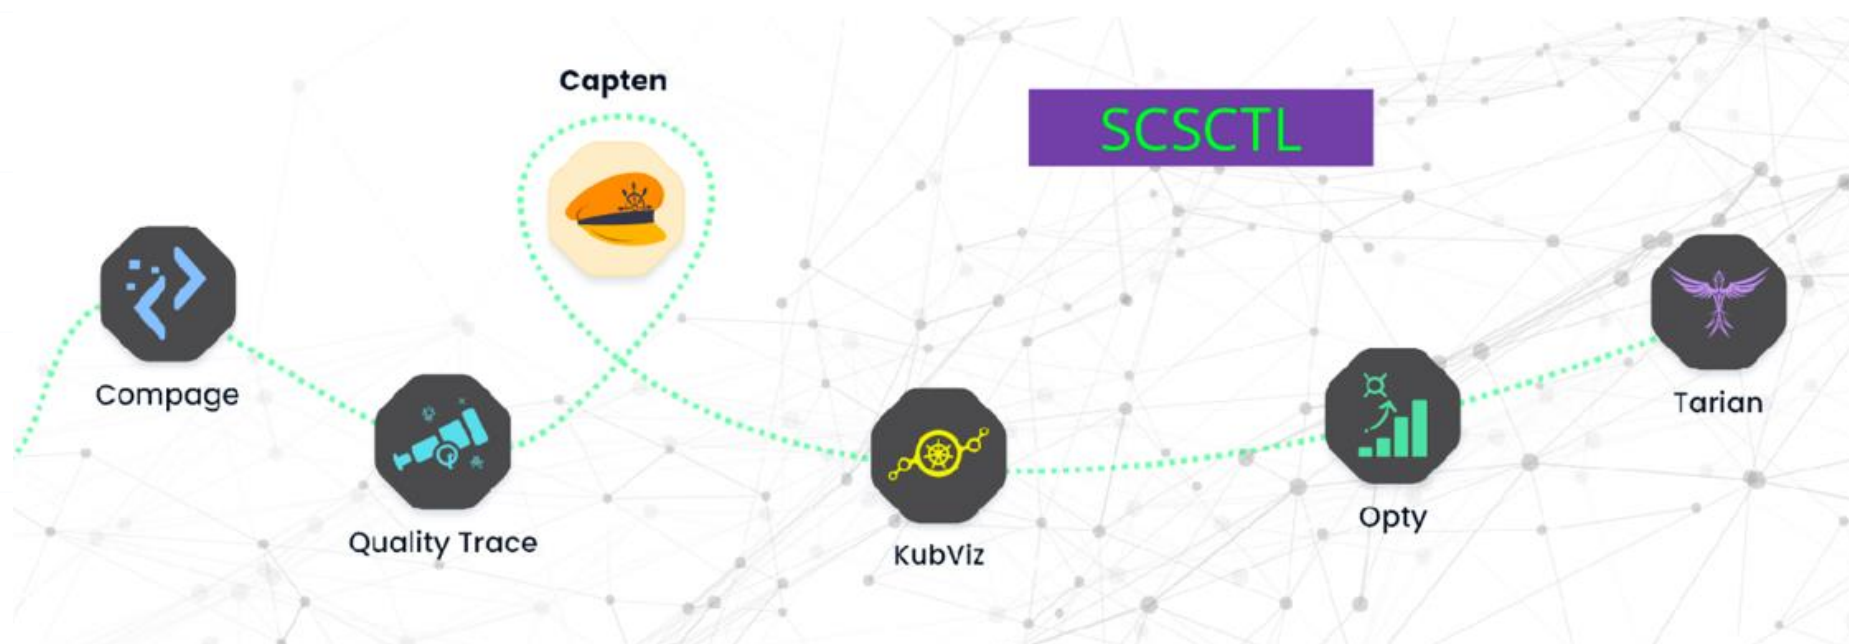 Capten
SCSCTL
Compage
Quality Trace
KubViz
Opty
Tarian